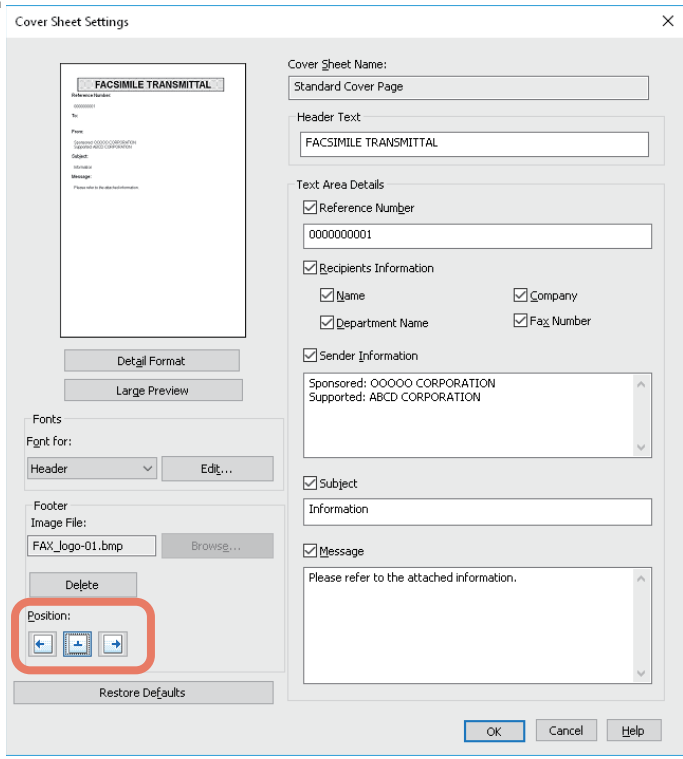 Cover Sheet Settings
FACSIMILE TRANSMITTAL
Reference Number:
0000000001
To:
From:
Sponsored: OOOOO CORPORATION
Supported: ABCD CORPORATION
Subject:
Information
Message:
Please refer to the attached information.
Detail Format
Large Preview
Fonts
Font for:
Header
Edit...
Footer
Image File:
FAX_logo-01.bmp
Browse...
Delete
Position:
Restore Defaults
Cover Sheet Name:
Standard Cover Page
Header Text
FACSIMILE TRANSMITTAL
Text Area Details
Reference Number
0000000001
Recipients Information
Name
Company
Department Name
Fax Number
Sender Information
Sponsored: OOOOO CORPORATION
Supported: ABCD CORPORATION
Subject
Information
Message
Please refer to the attached information.
OK
Cancel
Help